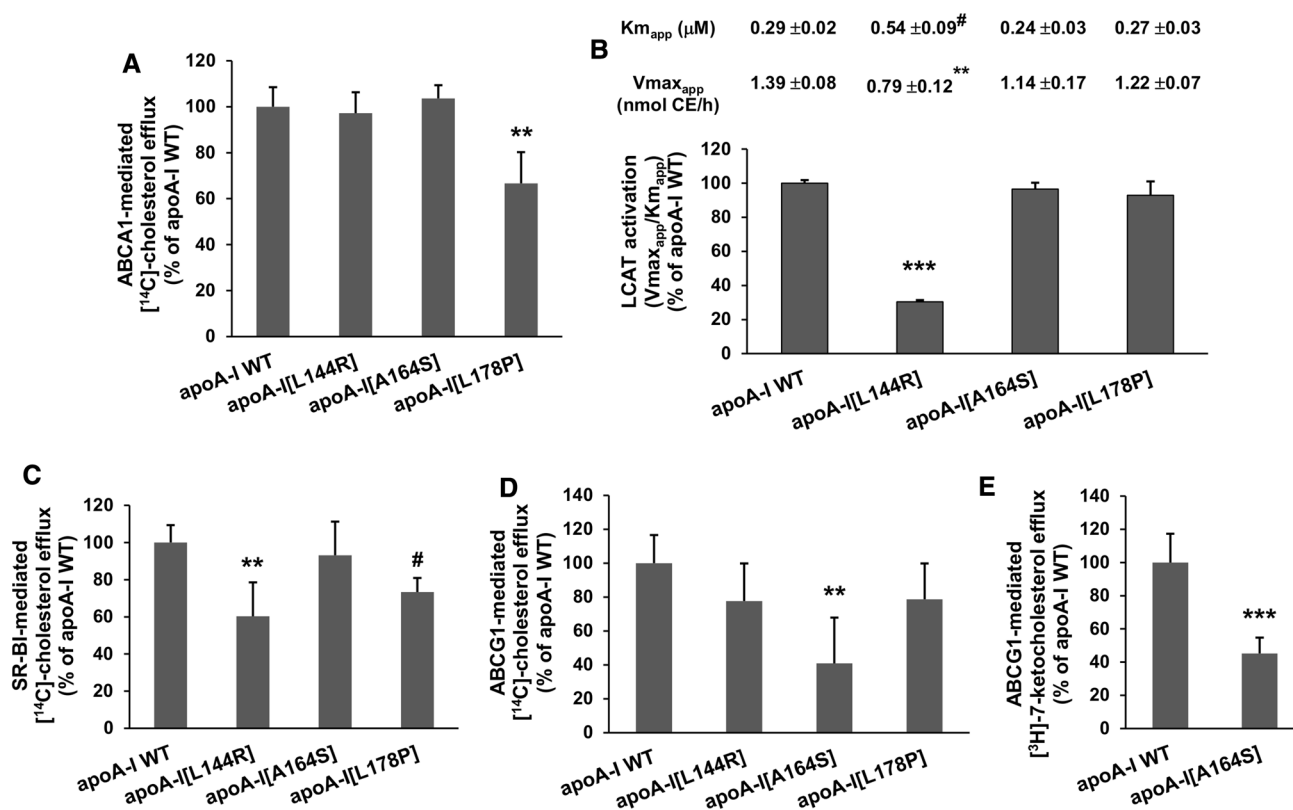 A
ABCA1-mediated
[¹⁴C]-cholesterol efflux
(% of apoA-I WT)
120
100
80
60
40
20
0
**
apoA-I WT
apoA-I[L144R]
apoA-I[A164S]
apoA-I[L178P]
B
Kmapp (µM) 0.29 ±0.02 0.54 ±0.09# 0.24 ±0.03 0.27 ±0.03
Vmaxapp 1.39 ±0.08 0.79 ±0.12** 1.14 ±0.17 1.22 ±0.07
(nmol CE/h)
LCAT activation
(Vmaxapp/Kmapp)
(% of apoA-I WT)
120
100
80
60
40
20
0
***
apoA-I WT
apoA-I[L144R]
apoA-I[A164S]
apoA-I[L178P]
C
SR-BI-mediated
[¹⁴C]-cholesterol efflux
(% of apoA-I WT)
120
100
80
60
40
20
0
**
#
apoA-I WT
apoA-I[L144R]
apoA-I[A164S]
apoA-I[L178P]
D
ABCG1-mediated
[¹⁴C]-cholesterol efflux
(% of apoA-I WT)
140
120
100
80
60
40
20
0
**
apoA-I WT
apoA-I[L144R]
apoA-I[A164S]
apoA-I[L178P]
E
ABCG1-mediated
[³H]-7-ketocholesterol efflux
(% of apoA-I WT)
140
120
100
80
60
40
20
0
***
apoA-I WT
apoA-I[A164S]